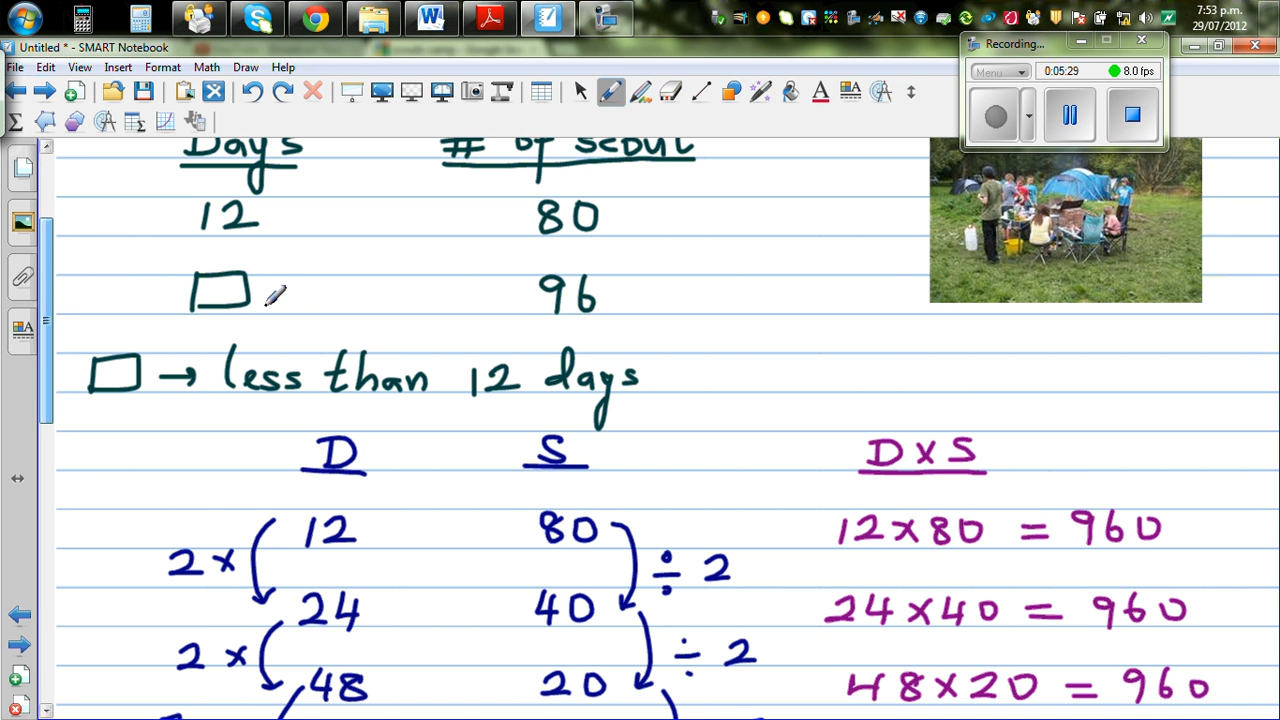 7:53 p.m.
29/07/2012
Untitled * - SMART Notebook
Recording...
File Edit View Insert Format Math Draw Help
Menu
0:05:29
8.0 fps
Days # of scout
12 80
96
→ less than 12 days
D S D x S
12 80 12 x 80 = 960
2 x ÷ 2
24 40 24 x 40 = 960
2 x ÷ 2
48 20 48 x 20 = 960